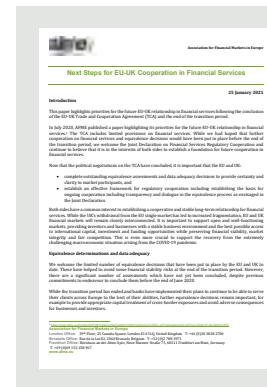 Association for Financial Markets in Europe
Next Steps for EU-UK Cooperation in Financial Services
25 January 2021
Introduction
This paper highlights priorities for the future EU-UK relationship in financial services following the conclusion
of the EU-UK Trade and Cooperation Agreement (TCA) and the end of the transition period.
In July 2020, AFME published a paper highlighting its priorities for the future EU-UK relationship in financial
services.¹ The TCA includes limited provisions on financial services. While we had hoped that further
cooperation on financial services and equivalence decisions would have been put in place before the end of
the transition period, we welcome the Joint Declaration on Financial Services Regulatory Cooperation and
continue to believe that it is in the interests of both sides to establish a foundation for future cooperation in
financial services.
Now that the political negotiations on the TCA have concluded, it is important that the EU and UK:
• complete outstanding equivalence assessments and data adequacy decisions to provide certainty and
clarity to market participants; and
• establish an effective framework for regulatory cooperation including establishing the basis for
ongoing cooperation including transparency and dialogue in the equivalence process as envisaged in
the Joint Declaration.
Both sides have a common interest in establishing a cooperative and stable long-term relationship for financial
services. While the UK's withdrawal from the EU single market has led to increased fragmentation, EU and UK
financial markets will remain closely interconnected. It is important to support open and well-functioning
markets, providing investors and businesses with a stable business environment and the best possible access
to international capital, investment and funding opportunities while preserving financial stability, market
integrity and fair competition. This is even more crucial to support the recovery from the extremely
challenging macroeconomic situation arising from the COVID-19 pandemic.
Equivalence determinations and data adequacy
We welcome the limited number of equivalence decisions that have been put in place by the EU and UK to
date. These have helped to avoid some financial stability risks at the end of the transition period. However,
there are a significant number of assessments which have not yet been concluded, despite previous
commitments to endeavour to conclude them before the end of June 2020.
While the transition period has ended and banks have implemented their plans to continue to be able to serve
their clients across Europe to the best of their abilities, further equivalence decisions remain important, for
example to provide appropriate capital treatment of cross-border exposures and avoid adverse consequences
for businesses and investors.
Association for Financial Markets in Europe
www.afme.eu